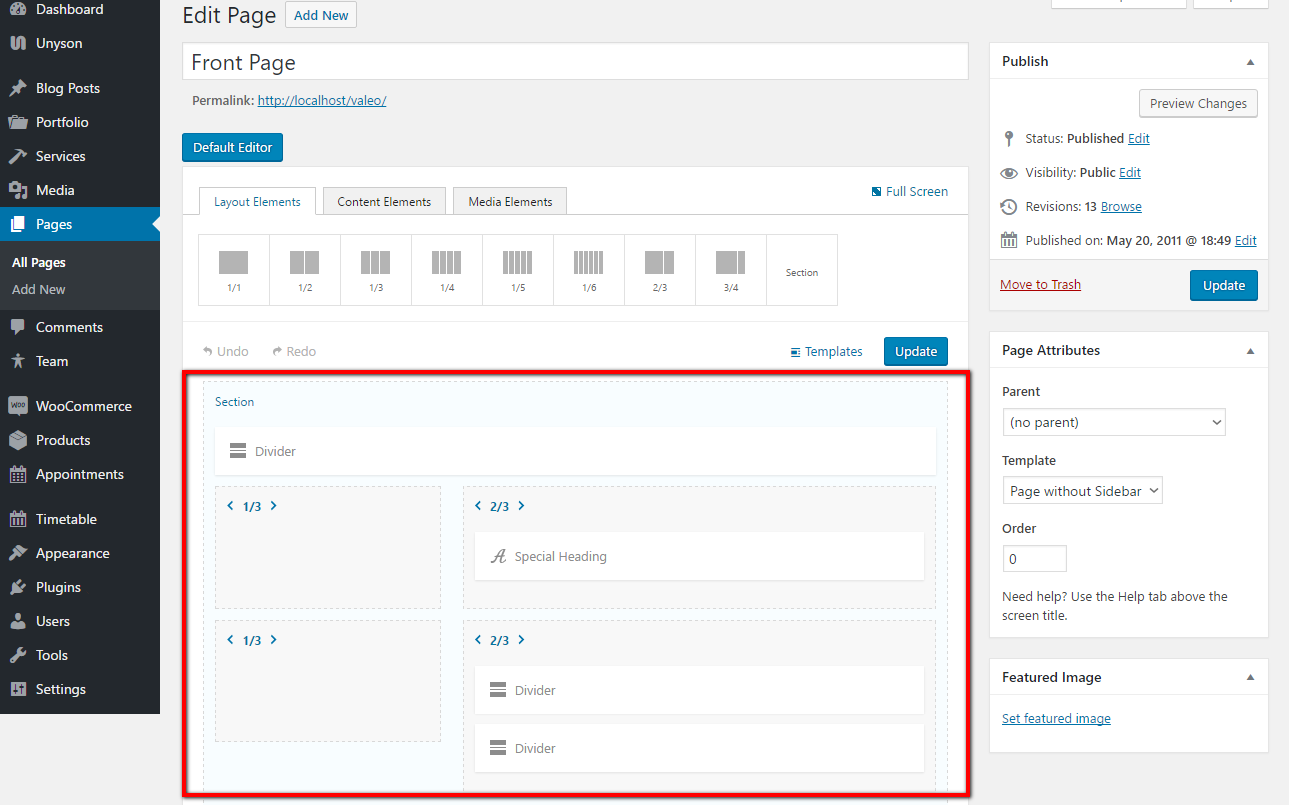 Dashboard
Unyson
Blog Posts
Portfolio
Services
Media
Pages
All Pages
Add New
Comments
Team
WooCommerce
Products
Appointments
Timetable
Appearance
Plugins
Users
Tools
Settings
Edit Page
Add New
Front Page
Permalink: http://localhost/valeo/
Default Editor
Layout Elements
Content Elements
Media Elements
Full Screen
1/1
1/2
1/3
1/4
1/5
1/6
2/3
3/4
Section
Undo
Redo
Templates
Update
Section
Divider
1/3
2/3
Special Heading
1/3
2/3
Divider
Divider
Publish
Preview Changes
Status: Published Edit
Visibility: Public Edit
Revisions: 13 Browse
Published on: May 20, 2011 @ 18:49 Edit
Move to Trash
Update
Page Attributes
Parent
(no parent)
Template
Page without Sidebar
Order
0
Need help? Use the Help tab above the
screen title.
Featured Image
Set featured image